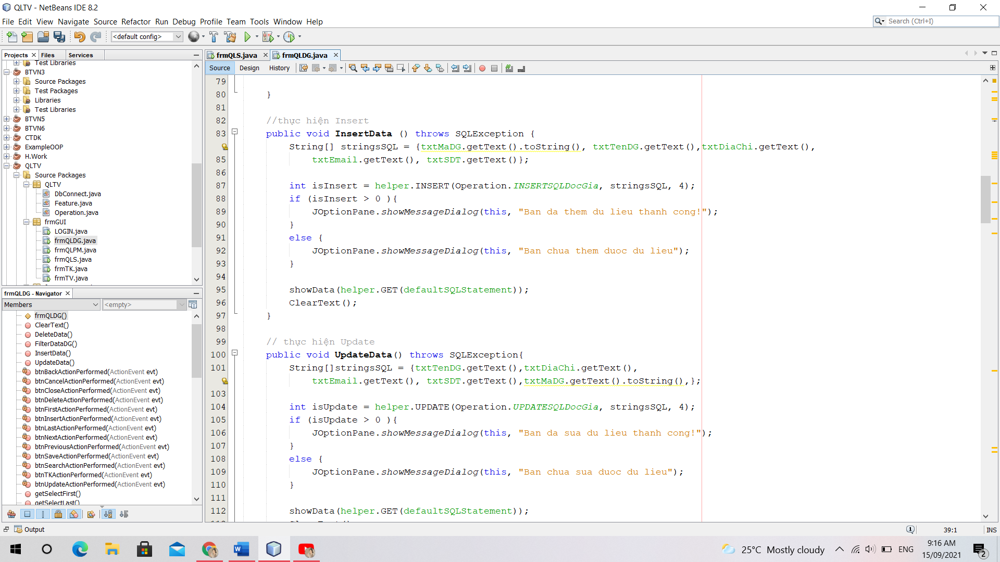 QLTV - NetBeans IDE 8.2
File Edit View Navigate Source Refactor Run Debug Profile Team Tools Window Help
Search (Ctrl+I)
<default config>
Projects Files Services
Test Libraries
BTVN3
Source Packages
Test Packages
Libraries
Test Libraries
BTVN5
BTVN6
CTDK
ExampleOOP
H.Work
QLTV
Source Packages
QLTV
DbConnect.java
Feature.java
Operation.java
frmGUI
LOGIN.java
frmQLDG.java
frmQLPM.java
frmQLS.java
frmTK.java
frmTV.java
frmQLDG - Navigator
Members
<empty>
frmQLDG()
ClearText()
DeleteData()
FilterDataDG()
InsertData()
UpdateData()
btnBackActionPerformed(ActionEvent evt)
btnCancelActionPerformed(ActionEvent evt)
btnCloseActionPerformed(ActionEvent evt)
btnDeleteActionPerformed(ActionEvent evt)
btnFirstActionPerformed(ActionEvent evt)
btnInsertActionPerformed(ActionEvent evt)
btnLastActionPerformed(ActionEvent evt)
btnNextActionPerformed(ActionEvent evt)
btnPreviousActionPerformed(ActionEvent evt)
btnSaveActionPerformed(ActionEvent evt)
btnSearchActionPerformed(ActionEvent evt)
btnTKActionPerformed(ActionEvent evt)
btnUpdateActionPerformed(ActionEvent evt)
getSelectFirst()
getSelectLast()
frmQLS.java frmQLDG.java
Source Design History
79
80 }
81
82 //thực hiện Insert
83 public void InsertData () throws SQLException {
String[] stringsSQL = {txtMaDG.getText().toString(), txtTenDG.getText(),txtDiaChi.getText(),
85 txtEmail.getText(), txtSDT.getText()};
86
87 int isInsert = helper.INSERT(Operation.INSERTSQLDocGia, stringsSQL, 4);
88 if (isInsert > 0 ){
89 JOptionPane.showMessageDialog(this, "Ban da them du lieu thanh cong!");
90 }
91 else {
92 JOptionPane.showMessageDialog(this, "Ban chua them duoc du lieu");
93 }
94
95 showData(helper.GET(defaultSQLStatement));
96 ClearText();
97 }
98
99 // thực hiện Update
100 public void UpdateData() throws SQLException{
101 String[]stringsSQL = {txtTenDG.getText(),txtDiaChi.getText(),
txtEmail.getText(), txtSDT.getText(),txtMaDG.getText().toString(),};
103
104 int isUpdate = helper.UPDATE(Operation.UPDATESQLDocGia, stringsSQL, 4);
105 if (isUpdate > 0 ){
106 JOptionPane.showMessageDialog(this, "Ban da sua du lieu thanh cong!");
107 }
108 else {
109 JOptionPane.showMessageDialog(this, "Ban chua sua duoc du lieu");
110 }
111
112 showData(helper.GET(defaultSQLStatement));
Output
39:1
INS
25°C Mostly cloudy
ENG
9:16 AM
15/09/2021
2